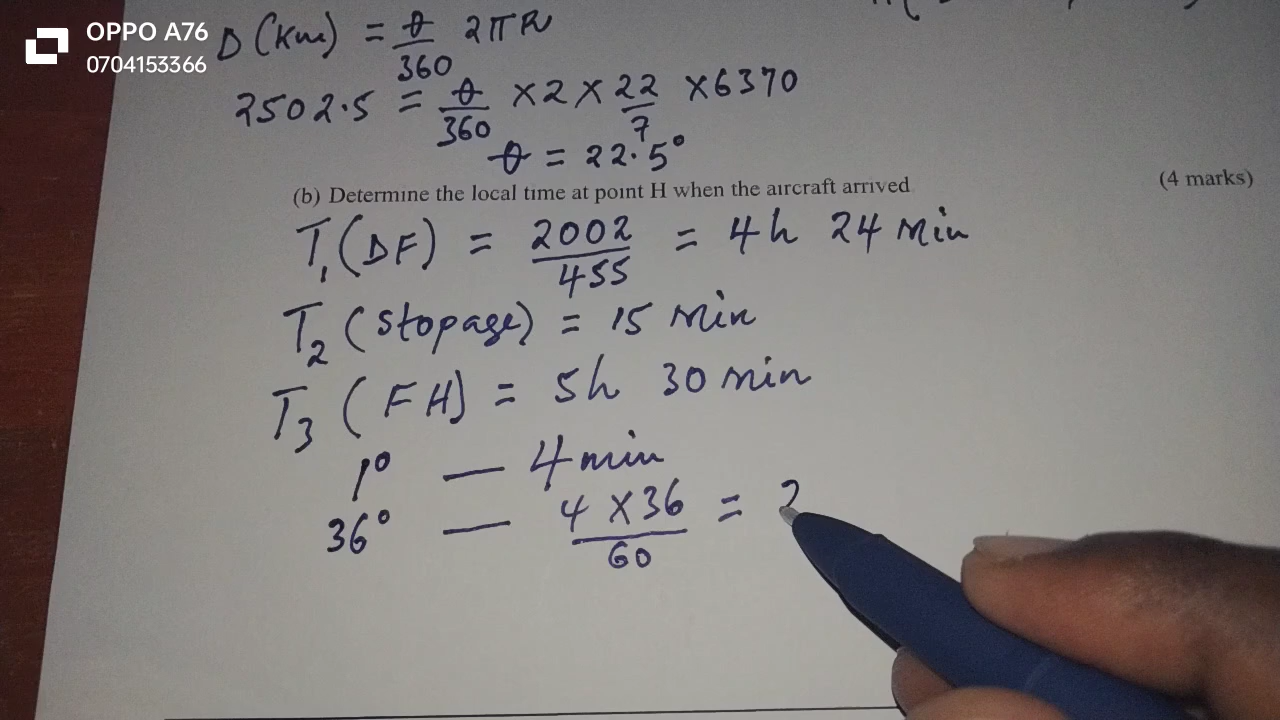 OPPO A76
0704153366
D (Km) = θ/360 2πR
2502.5 = θ/360 × 2 × 22/7 × 6370
θ = 22.5°
(b) Determine the local time at point H when the aircraft arrived (4 marks)
T₁ (DF) = 2002/455 = 4h 24 Min
T₂ (stopage) = 15 min
T₃ (FH) = 5h 30 min
1° — 4 min
36° — 4 × 36/60 = 2